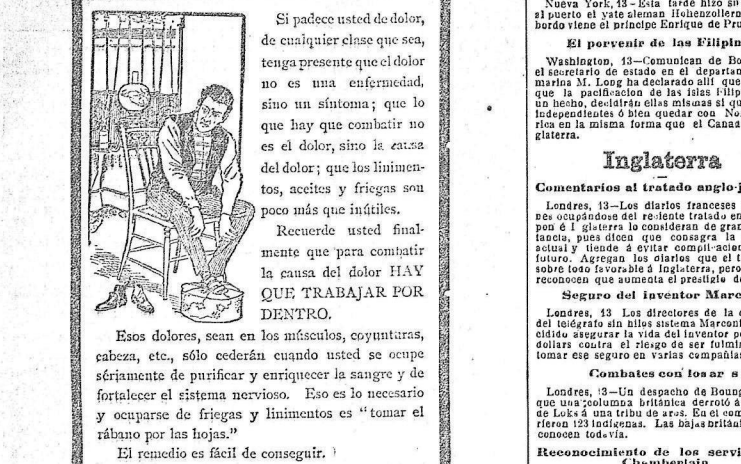 Si padece usted de dolor,
de cualquier clase que sea,
tenga presente que el dolor
no es una enfermedad,
sino un síntoma; que lo
que hay que combatir no
es el dolor, sino la causa
del dolor; que los linimen-
tos, aceites y friegas son
poco más que inútiles.
Recuerde usted final-
mente que para combatir
la causa del dolor HAY
QUE TRABAJAR POR
DENTRO.
Esos dolores, sean en los músculos, coyunturas,
cabeza, etc., sólo cederán cuando usted se ocupe
sériamente de purificar y enriquecer la sangre y de
fortalecer el sistema nervioso. Eso es lo necesario
y ocuparse de friegas y linimentos es “tomar el
rábano por las hojas.”
El remedio es fácil de conseguir.
Nueva York, 13 - Esta tarde hizo su
al puerto el yate aleman Hohenzollern
bordo viene el príncipe Enrique de Pru
El porvenir de las Filipin
Washington, 13—Comunican de Bo
el secretario de estado en el departan
marina M. Long ha declarado allí que
que la pacificacion de las islas Filip
un hecho, decidirán ellas mismas si qu
independientes ó bien quedar con No
rica en la misma forma que el Canad
glaterra.
Inglaterra
Comentarios al tratado anglo-j
Londres, 13—Los diarios franceses
nes ocupándose del reciente tratado en
pon é I glaterra lo consideran de gran
tancia, pues dicen que consagra la
actual y tiende á evitar complicacion
futuro. Agregan los diarios que el t
sobre todo favorable á Inglaterra, pero
reconocen que aumenta el prestigio d
Seguro del inventor Marc
Londres, 13 Los directores de la c
del telégrafo sin hilos sistema Marconi
cidido asegurar la vida del inventor p
dollars contra el riesgo de ser fulmin
tomar ese seguro en varias compañías
Combates con los ar s
Londres, 13—Un despacho de Boung
que una columna británica derrotó á
de Loks á una tribu de aros. En el com
rieron 123 indígenas. Las bajas británi
conocen todavía.
Reconocimiento de los servi
Chamberlain